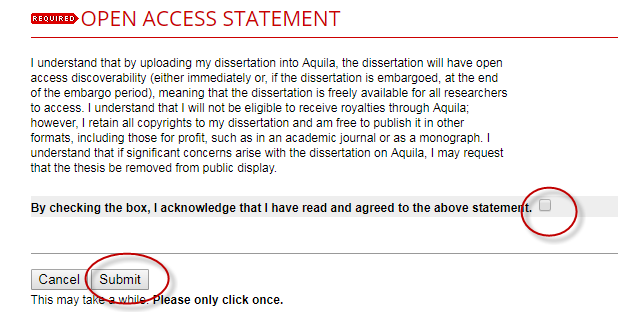 REQUIRED OPEN ACCESS STATEMENT
I understand that by uploading my dissertation into Aquila, the dissertation will have open
access discoverability (either immediately or, if the dissertation is embargoed, at the end
of the embargo period), meaning that the dissertation is freely available for all researchers
to access. I understand that I will not be eligible to receive royalties through Aquila;
however, I retain all copyrights to my dissertation and am free to publish it in other
formats, including those for profit, such as in an academic journal or as a monograph. I
understand that if significant concerns arise with the dissertation on Aquila, I may request
that the thesis be removed from public display.
By checking the box, I acknowledge that I have read and agreed to the above statement.
Cancel Submit
This may take a while. Please only click once.